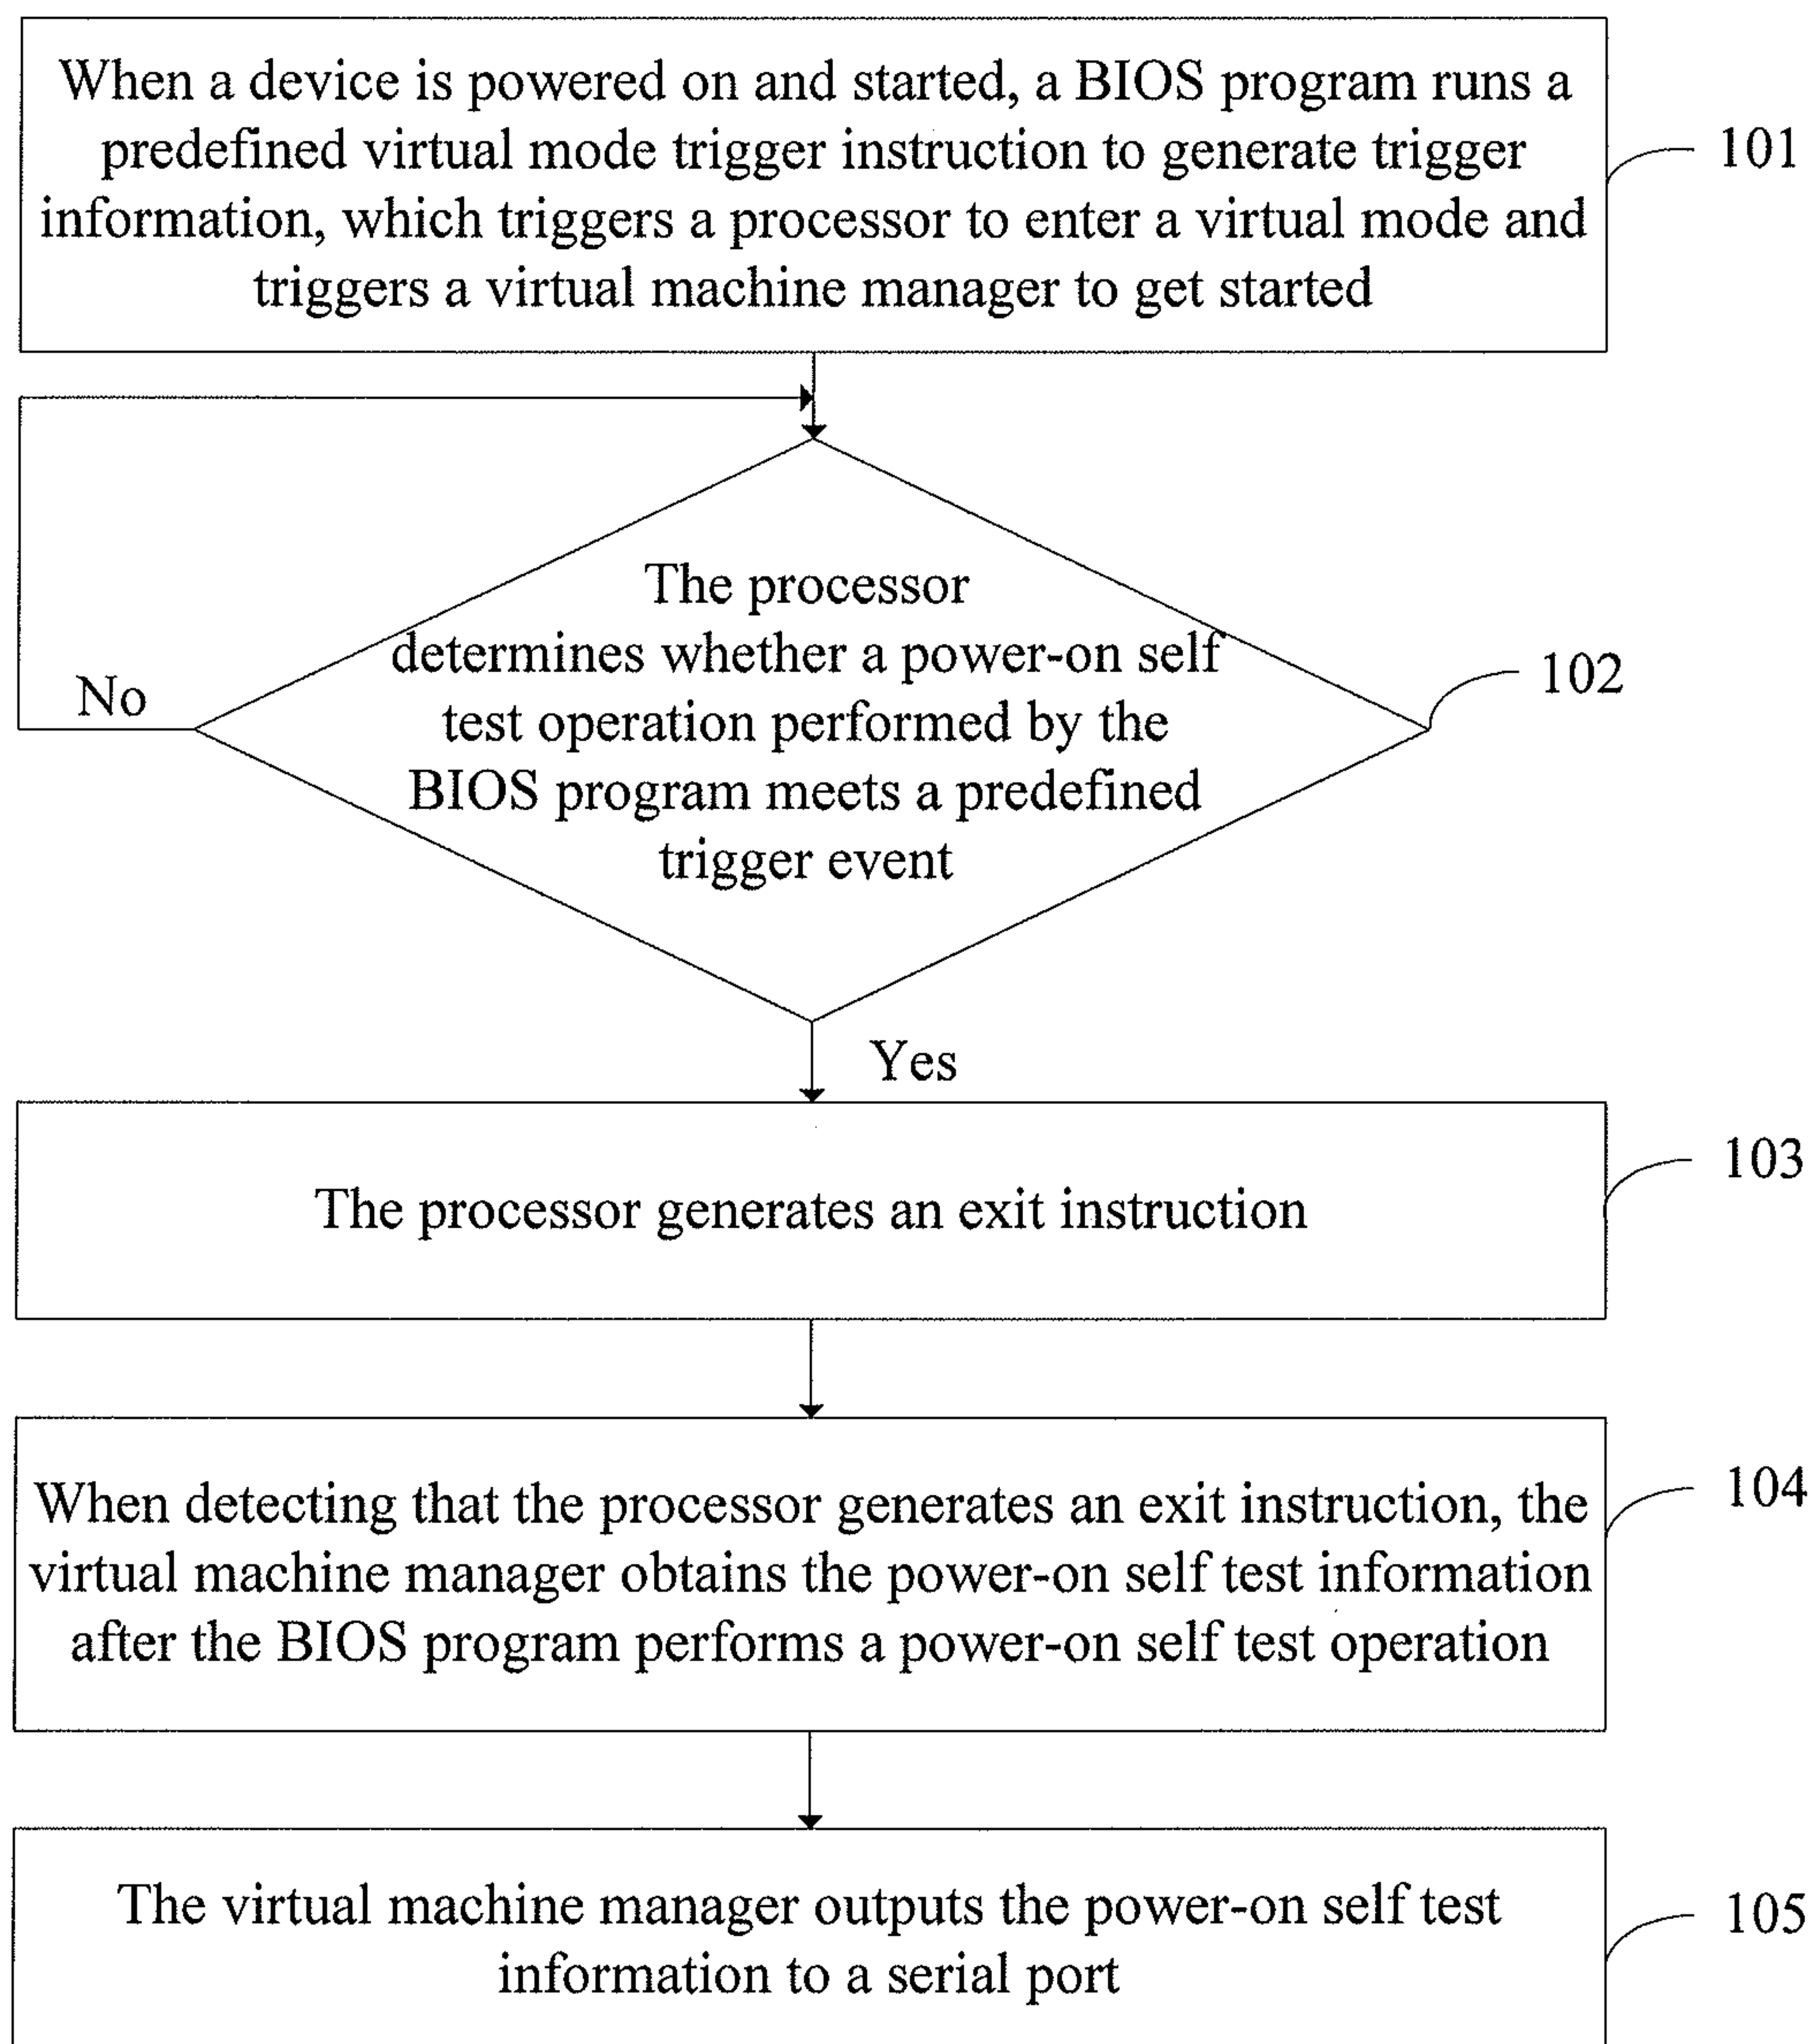 When a device is powered on and started, a BIOS program runs a
predefined virtual mode trigger instruction to generate trigger
information, which triggers a processor to enter a virtual mode and
triggers a virtual machine manager to get started
101
The processor
determines whether a power-on self
test operation performed by the
BIOS program meets a predefined
trigger event
102
No
Yes
The processor generates an exit instruction
103
When detecting that the processor generates an exit instruction, the
virtual machine manager obtains the power-on self test information
after the BIOS program performs a power-on self test operation
104
The virtual machine manager outputs the power-on self test
information to a serial port
105